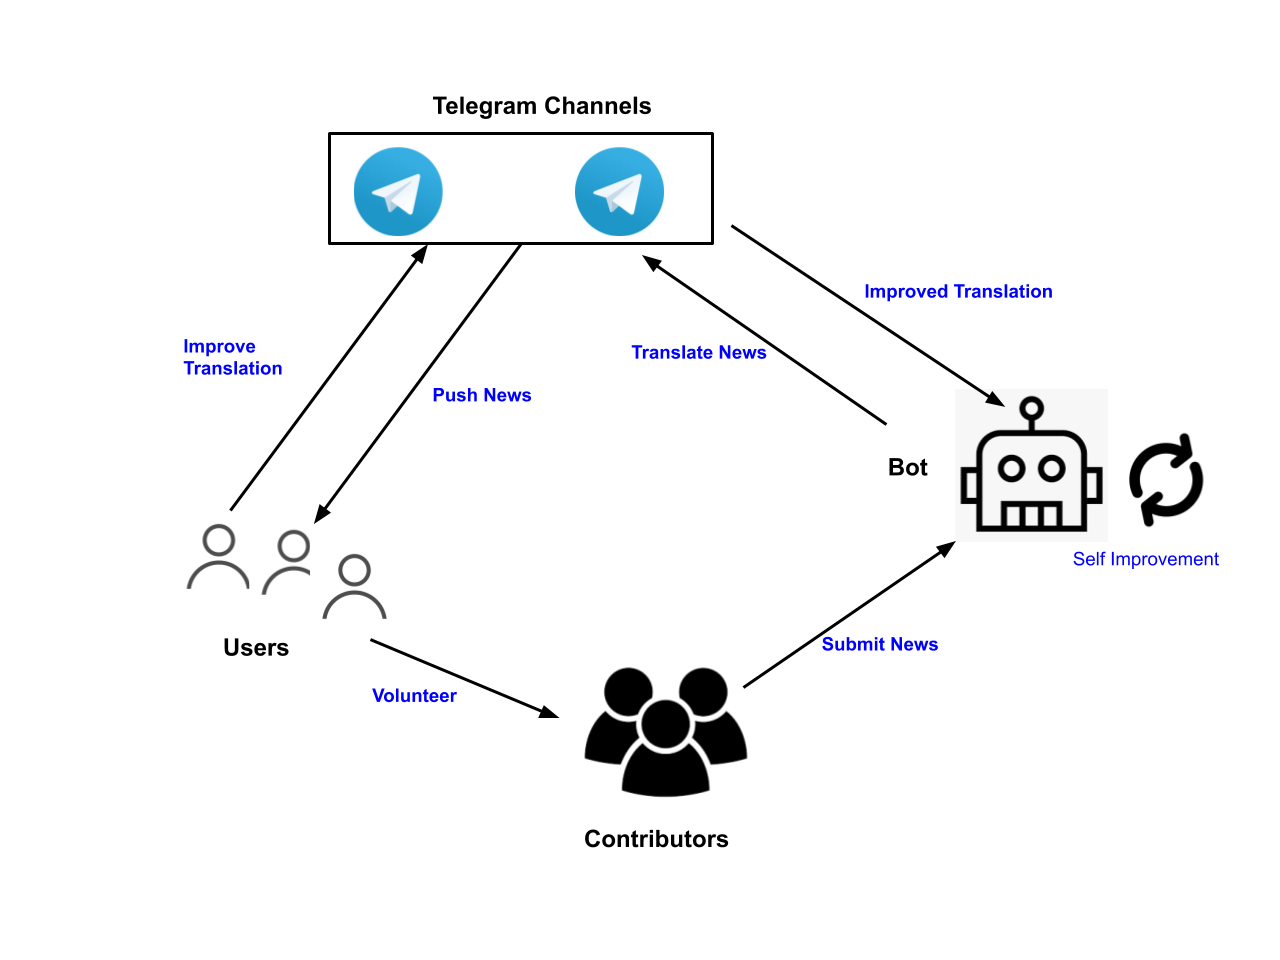 Telegram Channels
Improved Translation
Improve
Translation
Translate News
Push News
Bot
Self Improvement
Users
Submit News
Volunteer
Contributors